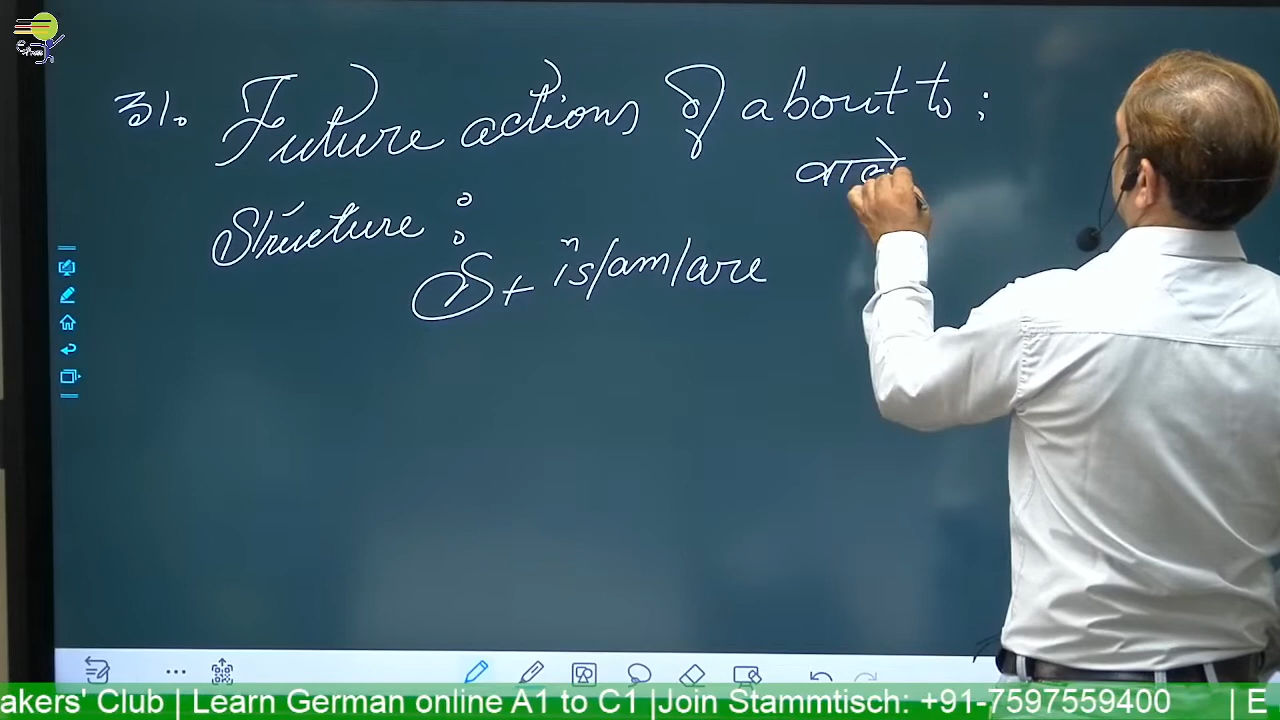 31. Future actions of about to :
वाले
Structure :
S + is/am/are
akers' Club | Learn German online A1 to C1 |Join Stammtisch: +91-7597559400 | E